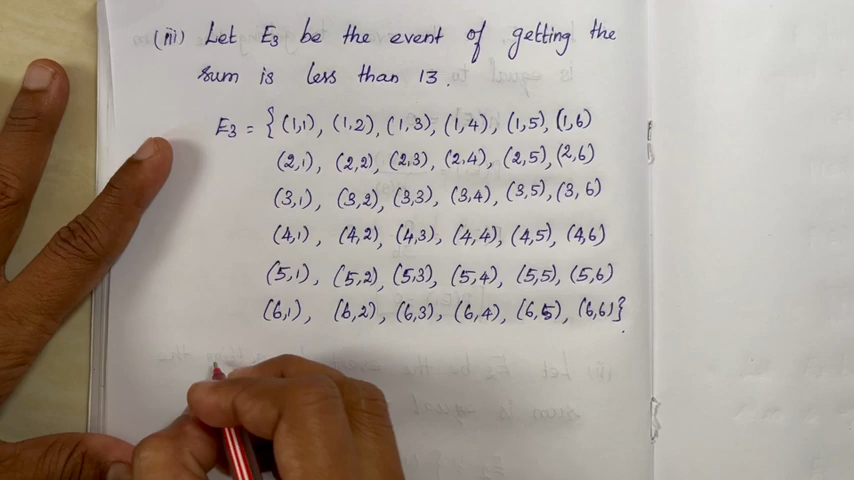 (iii) Let E3 be the event of getting the
sum is less than 13.
E3 = {(1,1), (1,2), (1,3), (1,4), (1,5), (1,6)
(2,1), (2,2), (2,3), (2,4), (2,5), (2,6)
(3,1), (3,2), (3,3), (3,4), (3,5), (3,6)
(4,1), (4,2), (4,3), (4,4), (4,5), (4,6)
(5,1), (5,2), (5,3), (5,4), (5,5), (5,6)
(6,1), (6,2), (6,3), (6,4), (6,5), (6,6)}.